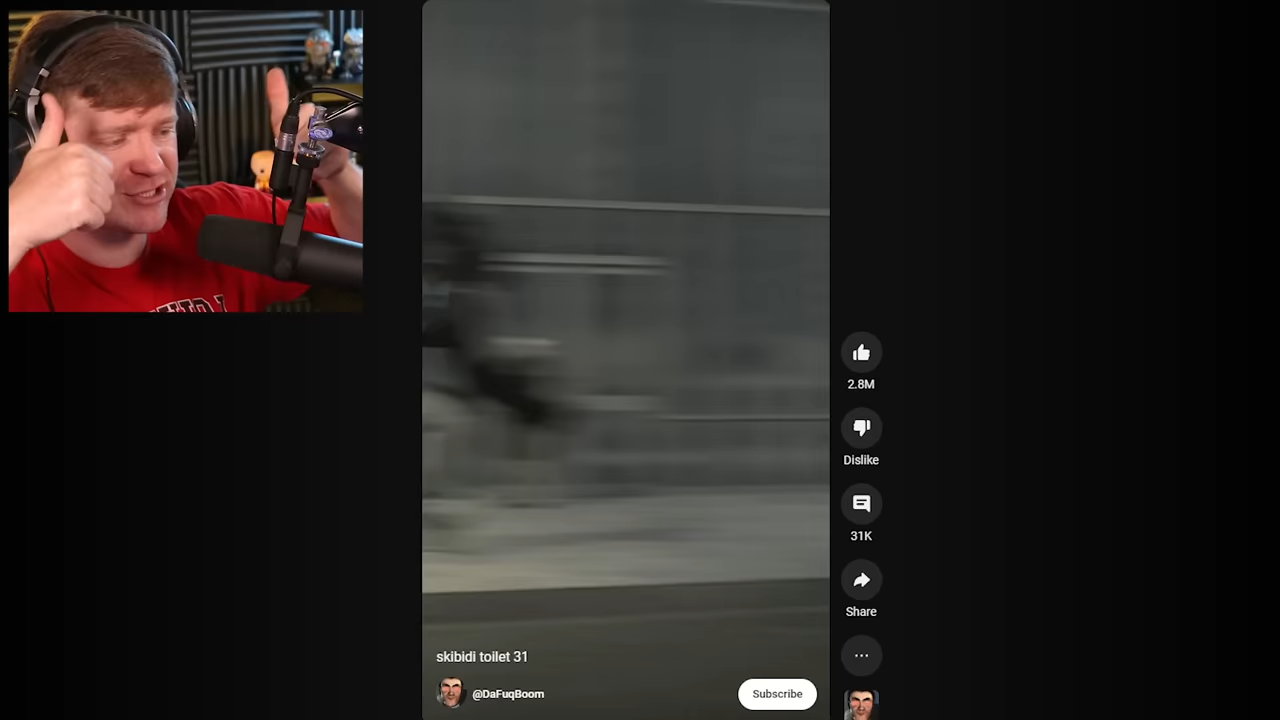 2.8M
Dislike
31K
Share
skibidi toilet 31
@DaFuqBoom
Subscribe